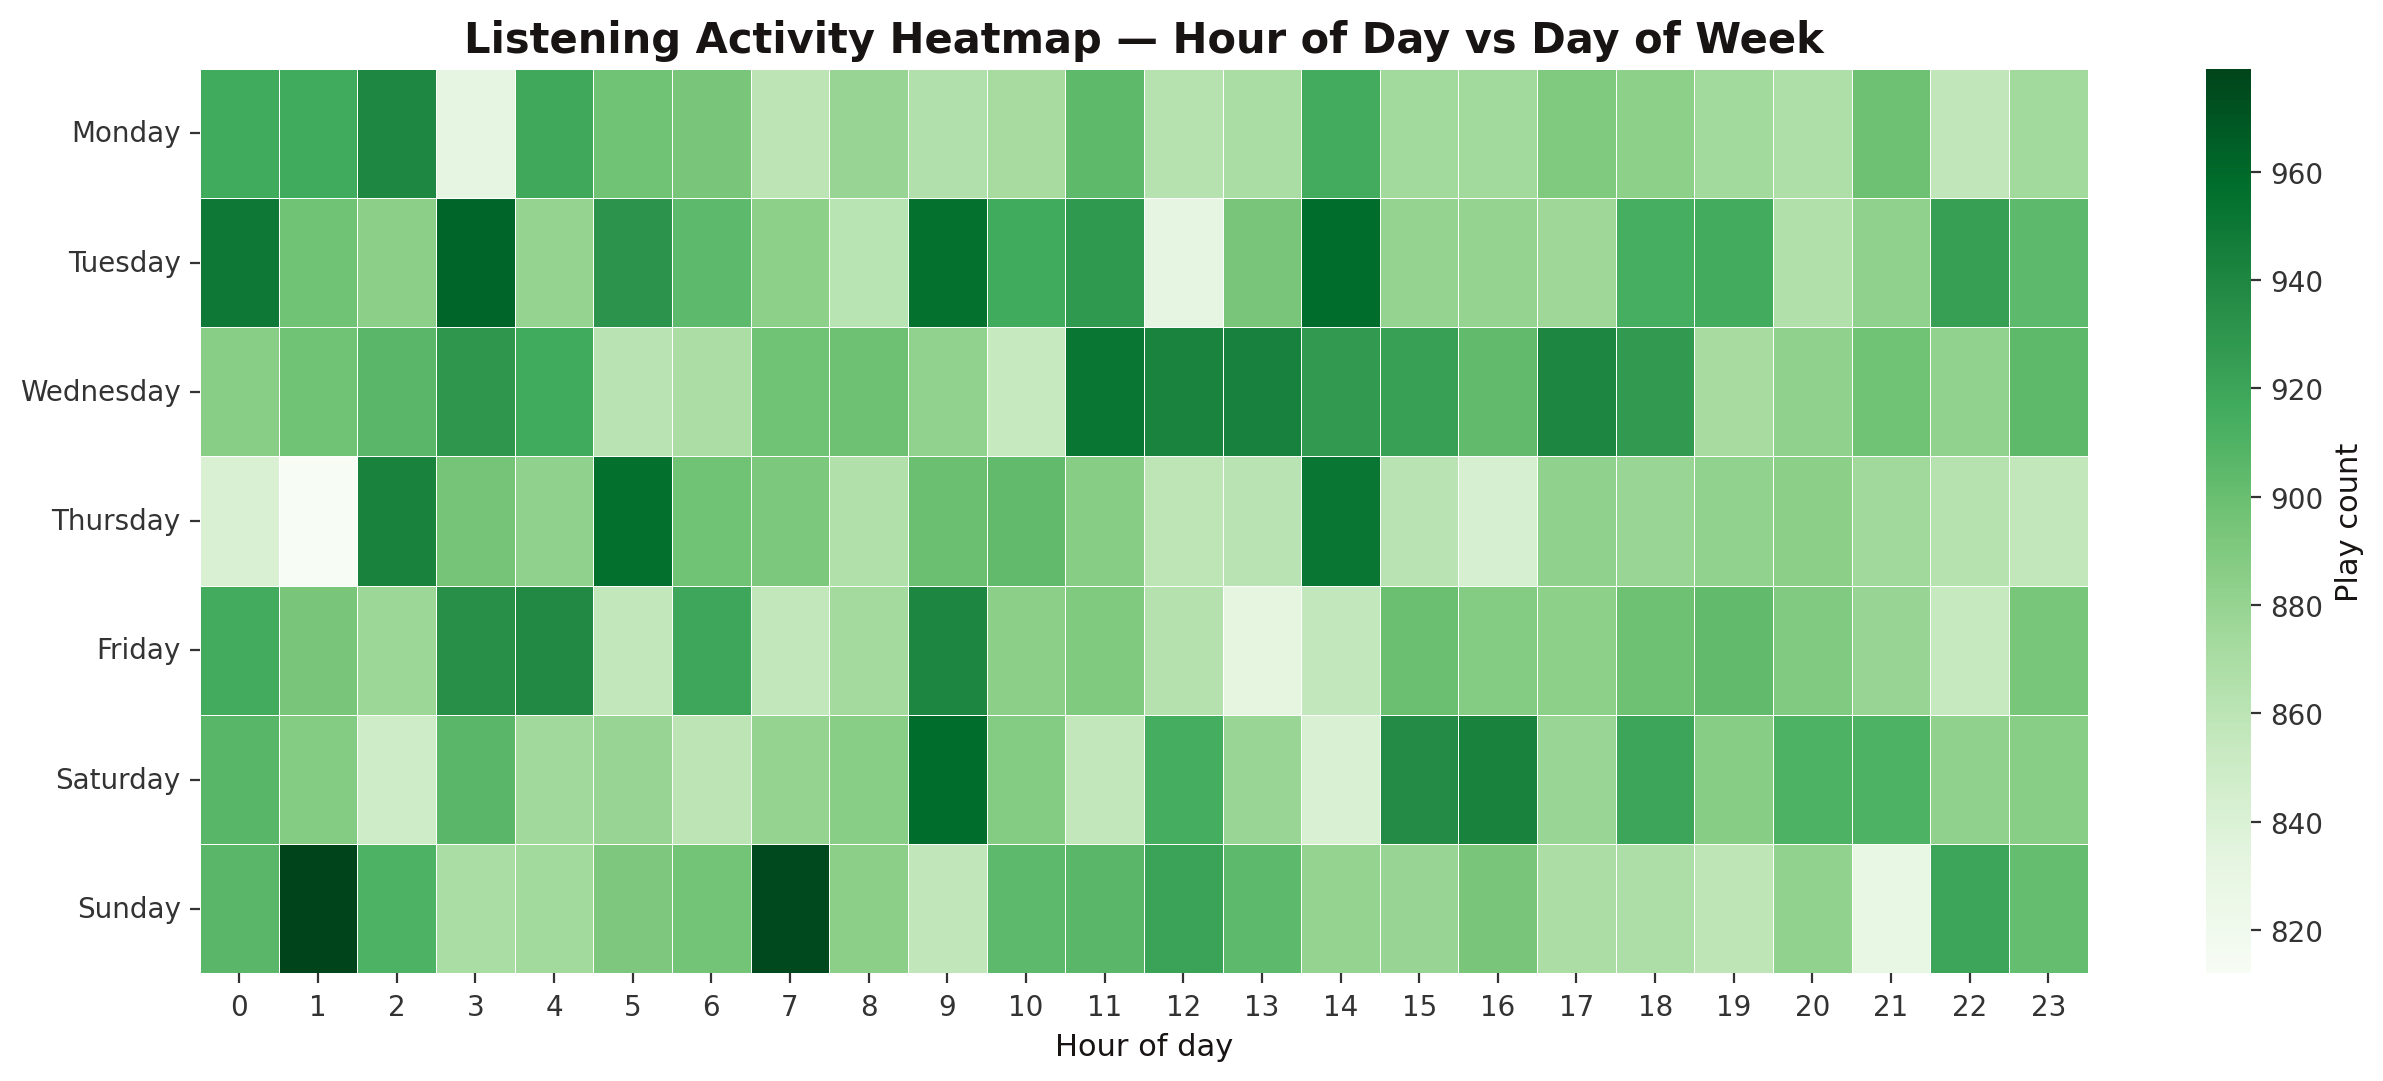 Listening Activity Heatmap — Hour of Day vs Day of Week
Monday
Tuesday
Wednesday
Thursday
Friday
Saturday
Sunday
0 1 2 3 4 5 6 7 8 9 10 11 12 13 14 15 16 17 18 19 20 21 22 23
Hour of day
960
940
920
900
880
860
840
820
Play count